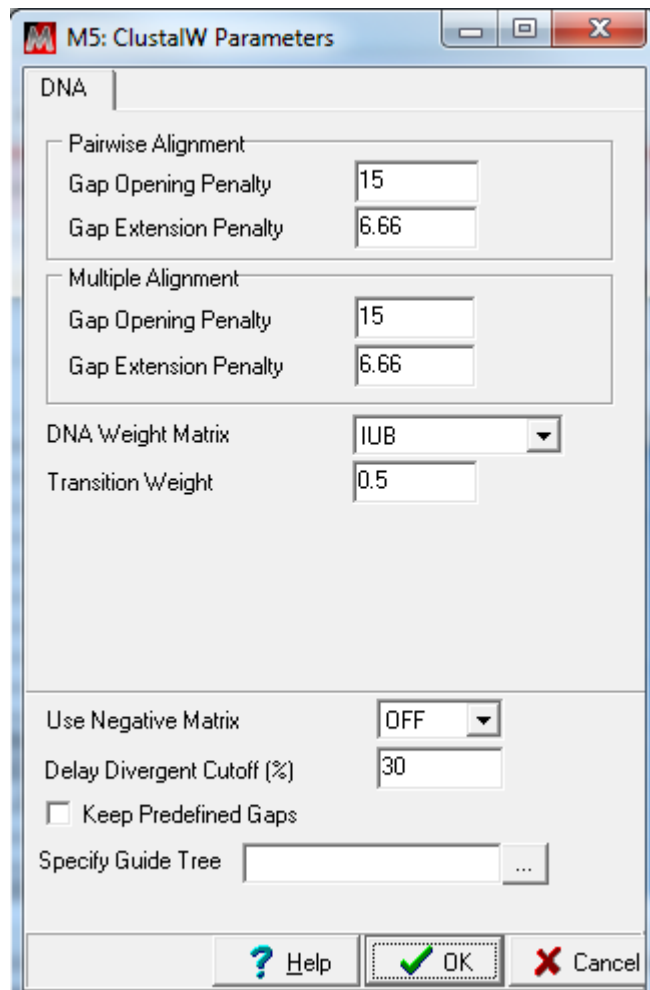 M5: ClustalW Parameters
DNA
Pairwise Alignment
Gap Opening Penalty 15
Gap Extension Penalty 6.66
Multiple Alignment
Gap Opening Penalty 15
Gap Extension Penalty 6.66
DNA Weight Matrix IUB
Transition Weight 0.5
Use Negative Matrix OFF
Delay Divergent Cutoff (%) 30
Keep Predefined Gaps
Specify Guide Tree ...
? Help OK Cancel